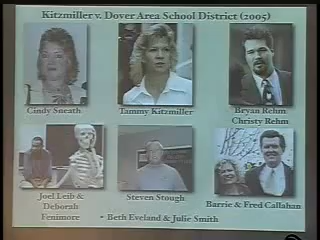 Kitzmiller v. Dover Area School District (2005)
Cindy Sneath
Tammy Kitzmiller
Bryan Rehm
Christy Rehm
Joel Leib &
Deborah
Fenimore
Steven Stough
Barrie & Fred Callahan
• Beth Eveland & Julie Smith